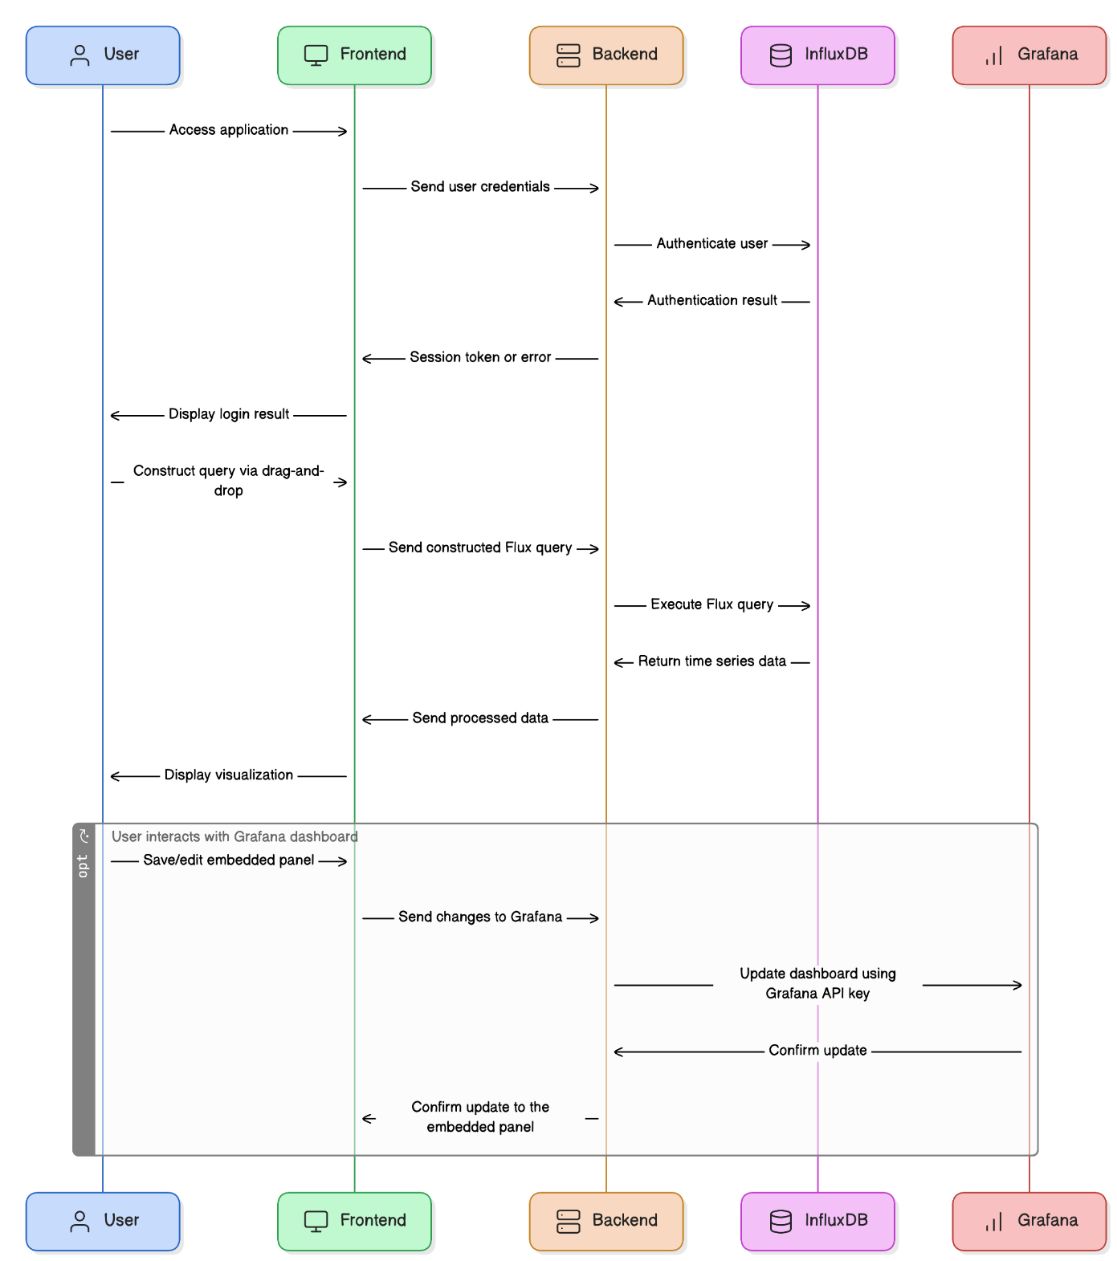 User
Frontend
Backend
InfluxDB
Grafana
Access application
Send user credentials
Authenticate user
Authentication result
Session token or error
Display login result
Construct query via drag-and-
drop
Send constructed Flux query
Execute Flux query
Return time series data
Send processed data
Display visualization
opt
User interacts with Grafana dashboard
Save/edit embedded panel
Send changes to Grafana
Update dashboard using
Grafana API key
Confirm update
Confirm update to the
embedded panel
User
Frontend
Backend
InfluxDB
Grafana